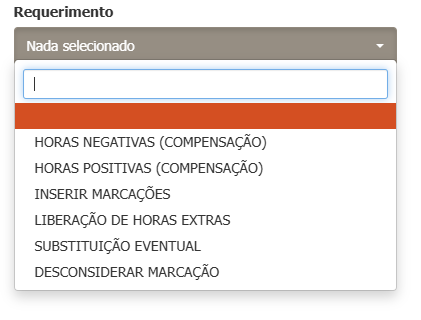 Requerimento
Nada selecionado
HORAS NEGATIVAS (COMPENSAÇÃO)
HORAS POSITIVAS (COMPENSAÇÃO)
INSERIR MARCAÇÕES
LIBERAÇÃO DE HORAS EXTRAS
SUBSTITUIÇÃO EVENTUAL
DESCONSIDERAR MARCAÇÃO